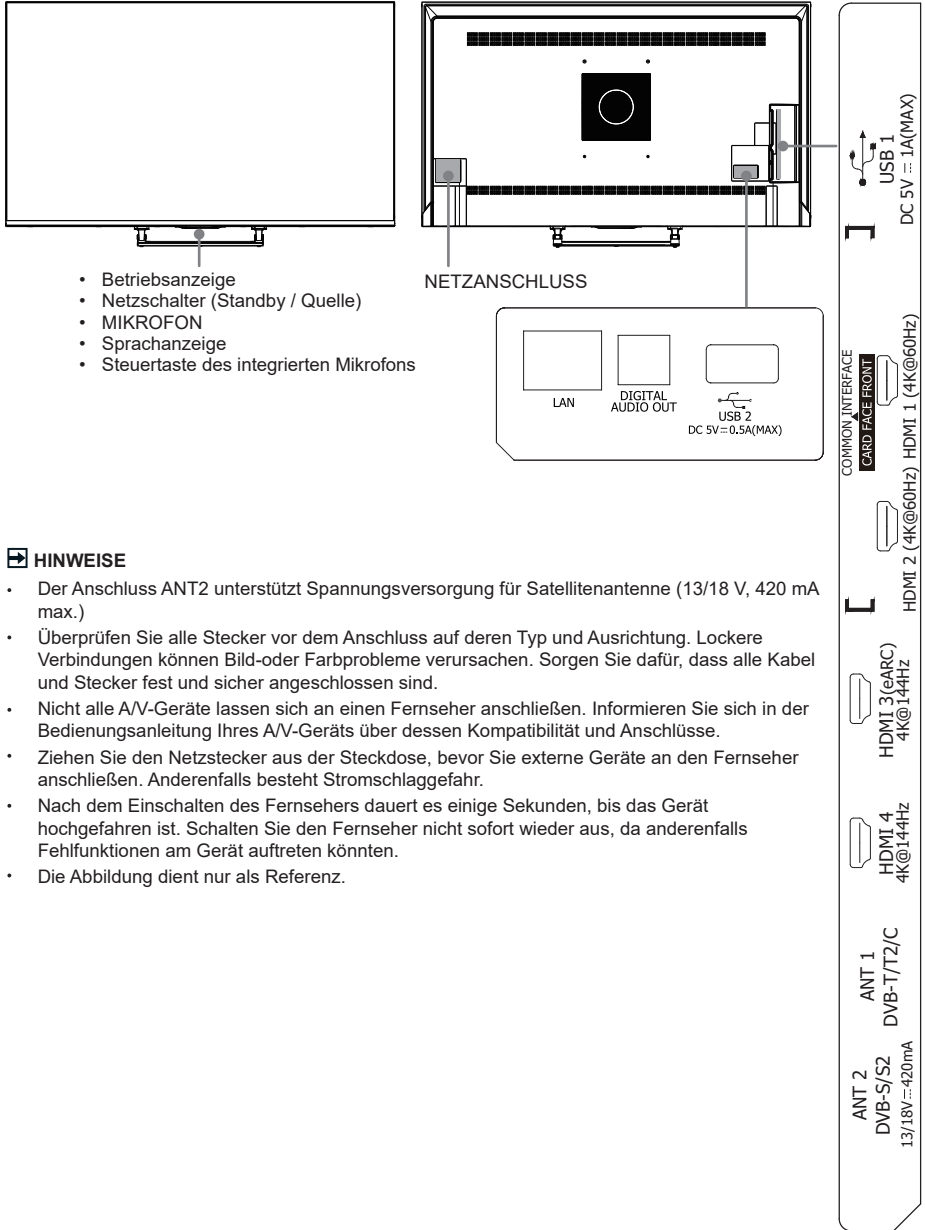 • Betriebsanzeige
• Netzschalter (Standby / Quelle)
• MIKROFON
• Sprachanzeige
• Steuertaste des integrierten Mikrofons
NETZANSCHLUSS
LAN
DIGITAL
AUDIO OUT
USB 2
DC 5V⎓0.5A(MAX)
HINWEISE
• Der Anschluss ANT2 unterstützt Spannungsversorgung für Satellitenantenne (13/18 V, 420 mA
max.)
• Überprüfen Sie alle Stecker vor dem Anschluss auf deren Typ und Ausrichtung. Lockere
Verbindungen können Bild-oder Farbprobleme verursachen. Sorgen Sie dafür, dass alle Kabel
und Stecker fest und sicher angeschlossen sind.
• Nicht alle A/V-Geräte lassen sich an einen Fernseher anschließen. Informieren Sie sich in der
Bedienungsanleitung Ihres A/V-Geräts über dessen Kompatibilität und Anschlüsse.
• Ziehen Sie den Netzstecker aus der Steckdose, bevor Sie externe Geräte an den Fernseher
anschließen. Anderenfalls besteht Stromschlaggefahr.
• Nach dem Einschalten des Fernsehers dauert es einige Sekunden, bis das Gerät
hochgefahren ist. Schalten Sie den Fernseher nicht sofort wieder aus, da anderenfalls
Fehlfunktionen am Gerät auftreten könnten.
• Die Abbildung dient nur als Referenz.
USB 1
DC 5V⎓1A(MAX)
COMMON INTERFACE
CARD FACE FRONT
HDMI 1 (4K@60Hz)
HDMI 2 (4K@60Hz)
HDMI 3(eARC)
4K@144Hz
HDMI 4
4K@144Hz
ANT 1
DVB-T/T2/C
ANT 2
DVB-S/S2
13/18V⎓420mA